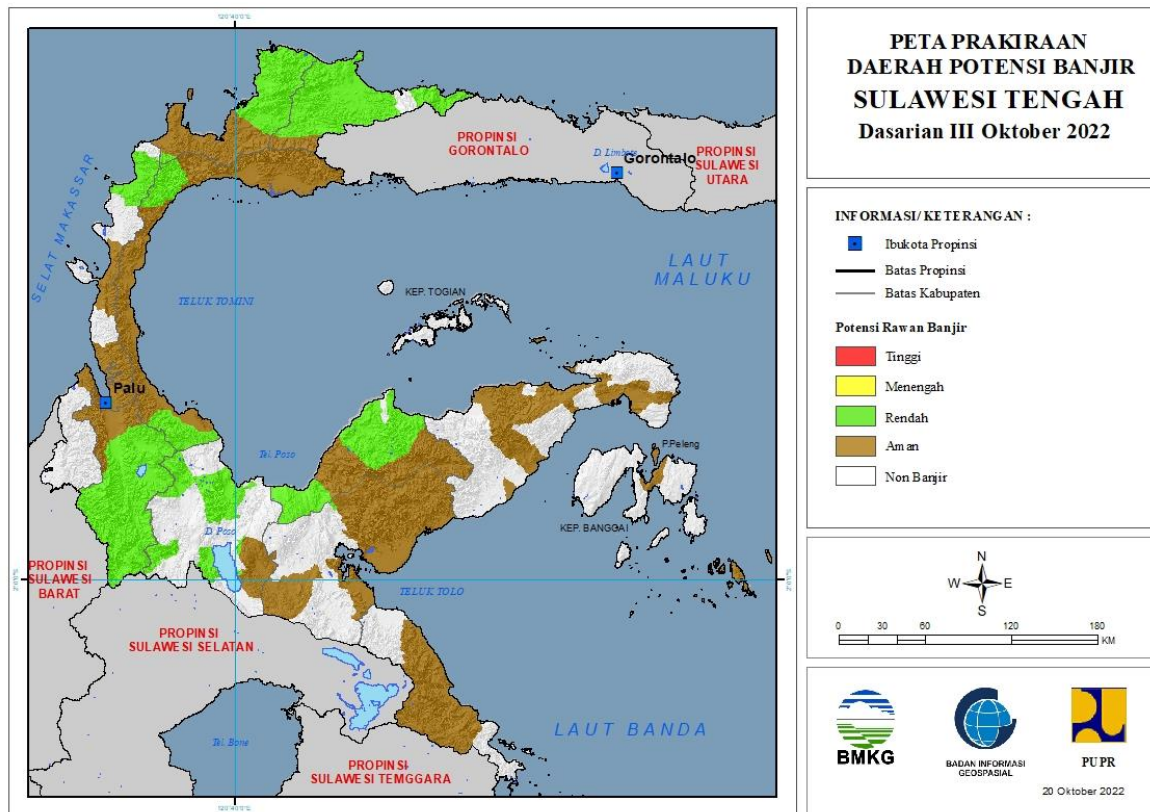 PETA PRAKIRAAN
DAERAH POTENSI BANJIR
SULAWESI TENGAH
Dasarian III Oktober 2022
INFORMASI/ KETERANGAN :
Ibukota Propinsi
Batas Propinsi
Batas Kabupaten
Potensi Rawan Banjir
Tinggi
Menengah
Rendah
Aman
Non Banjir
N
W E
S
0 30 60 120 180
KM
BMKG
BADAN INFORMASI
GEOSPASIAL
PUPR
20 Oktober 2022
PROPINSI
GORONTALO
D. Limboto
Gorontalo
PROPINSI
SULAWESI
UTARA
SELAT MAKASSAR
LAUT
MALUKU
TELUK TOMINI
KEP. TOGIAN
Palu
Tel. Poso
P.Peleng
D. Poso
KEP. BANGGAI
PROPINSI
SULAWESI
BARAT
TELUK TOLO
PROPINSI
SULAWESI SELATAN
LAUT BANDA
Tel. Bone
PROPINSI
SULAWESI TEMGGARA